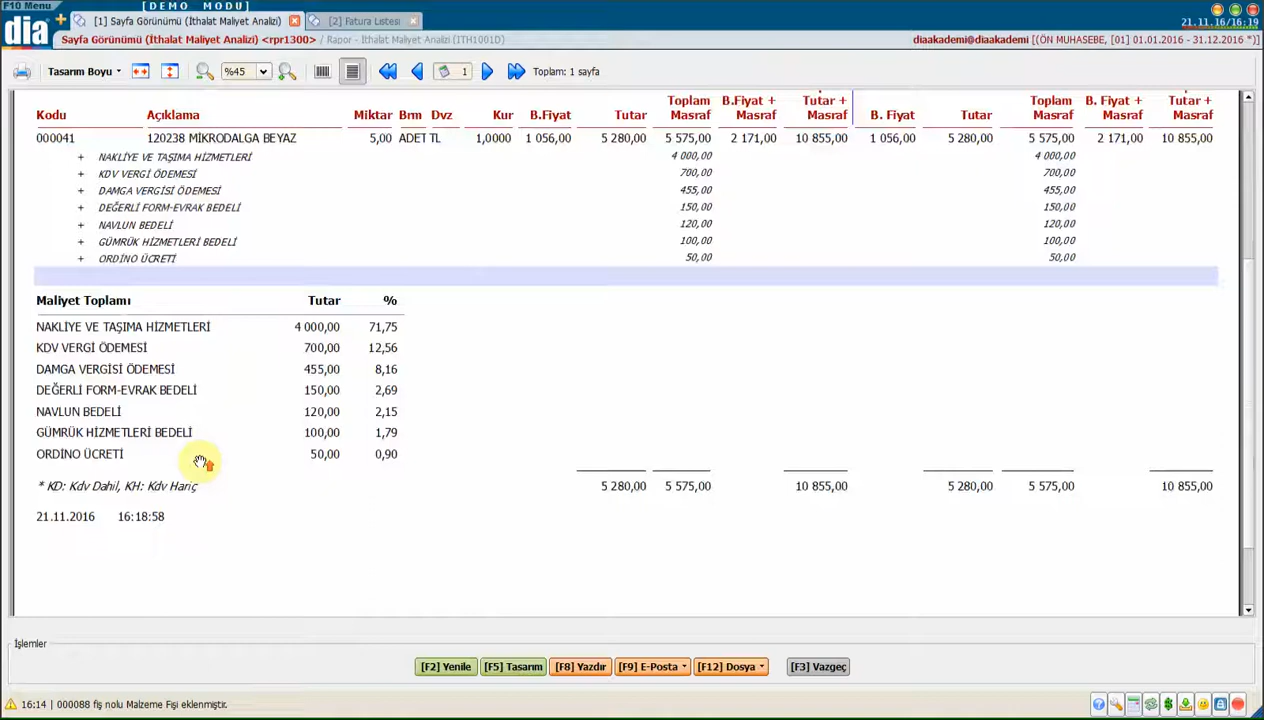 F10 Menu
[DEMO MODU]
dia
[1] Sayfa Görünümü (İthalat Maliyet Analizi)
[2] Fatura Listesi
21.11.16/16:19
Sayfa Görünümü (İthalat Maliyet Analizi) <rpr1300> / Rapor - İthalat Maliyet Analizi (ITH1001D)
diaakademi@diaakademi [(ÖN MUHASEBE, [01] 01.01.2016 - 31.12.2016 *)]
Tasarım Boyu
%45
1
Toplam: 1 sayfa
Kodu Açıklama Miktar Brm Dvz Kur B.Fiyat Tutar Toplam Masraf B.Fiyat + Masraf Tutar + Masraf B. Fiyat Tutar Toplam Masraf B. Fiyat + Masraf Tutar + Masraf
000041 120238 MİKRODALGA BEYAZ 5,00 ADET TL 1,0000 1 056,00 5 280,00 5 575,00 2 171,00 10 855,00 1 056,00 5 280,00 5 575,00 2 171,00 10 855,00
+ NAKLİYE VE TAŞIMA HİZMETLERİ 4 000,00 4 000,00
+ KDV VERGİ ÖDEMESİ 700,00 700,00
+ DAMGA VERGİSİ ÖDEMESİ 455,00 455,00
+ DEĞERLİ FORM-EVRAK BEDELİ 150,00 150,00
+ NAVLUN BEDELİ 120,00 120,00
+ GÜMRÜK HİZMETLERİ BEDELİ 100,00 100,00
+ ORDİNO ÜCRETİ 50,00 50,00
Maliyet Toplamı Tutar %
NAKLİYE VE TAŞIMA HİZMETLERİ 4 000,00 71,75
KDV VERGİ ÖDEMESİ 700,00 12,56
DAMGA VERGİSİ ÖDEMESİ 455,00 8,16
DEĞERLİ FORM-EVRAK BEDELİ 150,00 2,69
NAVLUN BEDELİ 120,00 2,15
GÜMRÜK HİZMETLERİ BEDELİ 100,00 1,79
ORDİNO ÜCRETİ 50,00 0,90
* KD: Kdv Dahil, KH: Kdv Hariç 5 280,00 5 575,00 10 855,00 5 280,00 5 575,00 10 855,00
21.11.2016 16:18:58
İşlemler
[F2] Yenile
[F5] Tasarım
[F8] Yazdır
[F9] E-Posta
[F12] Dosya
[F3] Vazgeç
16:14 | 000088 fiş nolu Malzeme Fişi eklenmiştir.